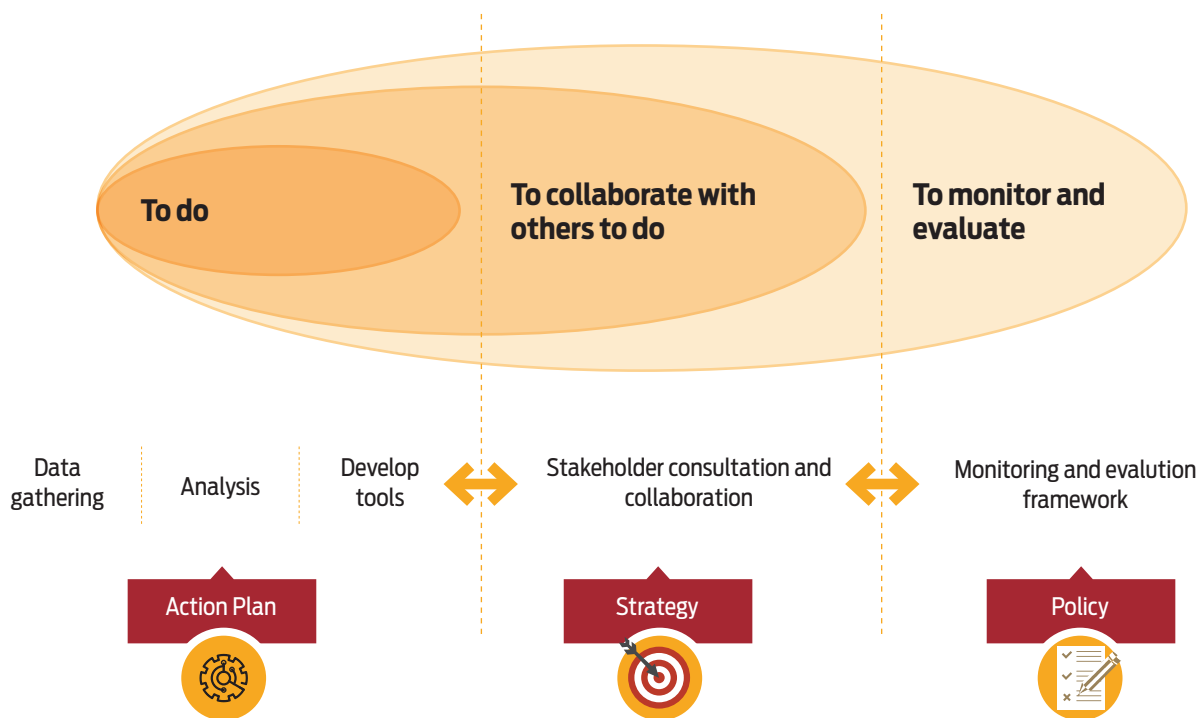 To do
To collaborate with
others to do
To monitor and
evaluate
Data
gathering
Analysis
Develop
tools
Stakeholder consultation and
collaboration
Monitoring and evalution
framework
Action Plan
Strategy
Policy